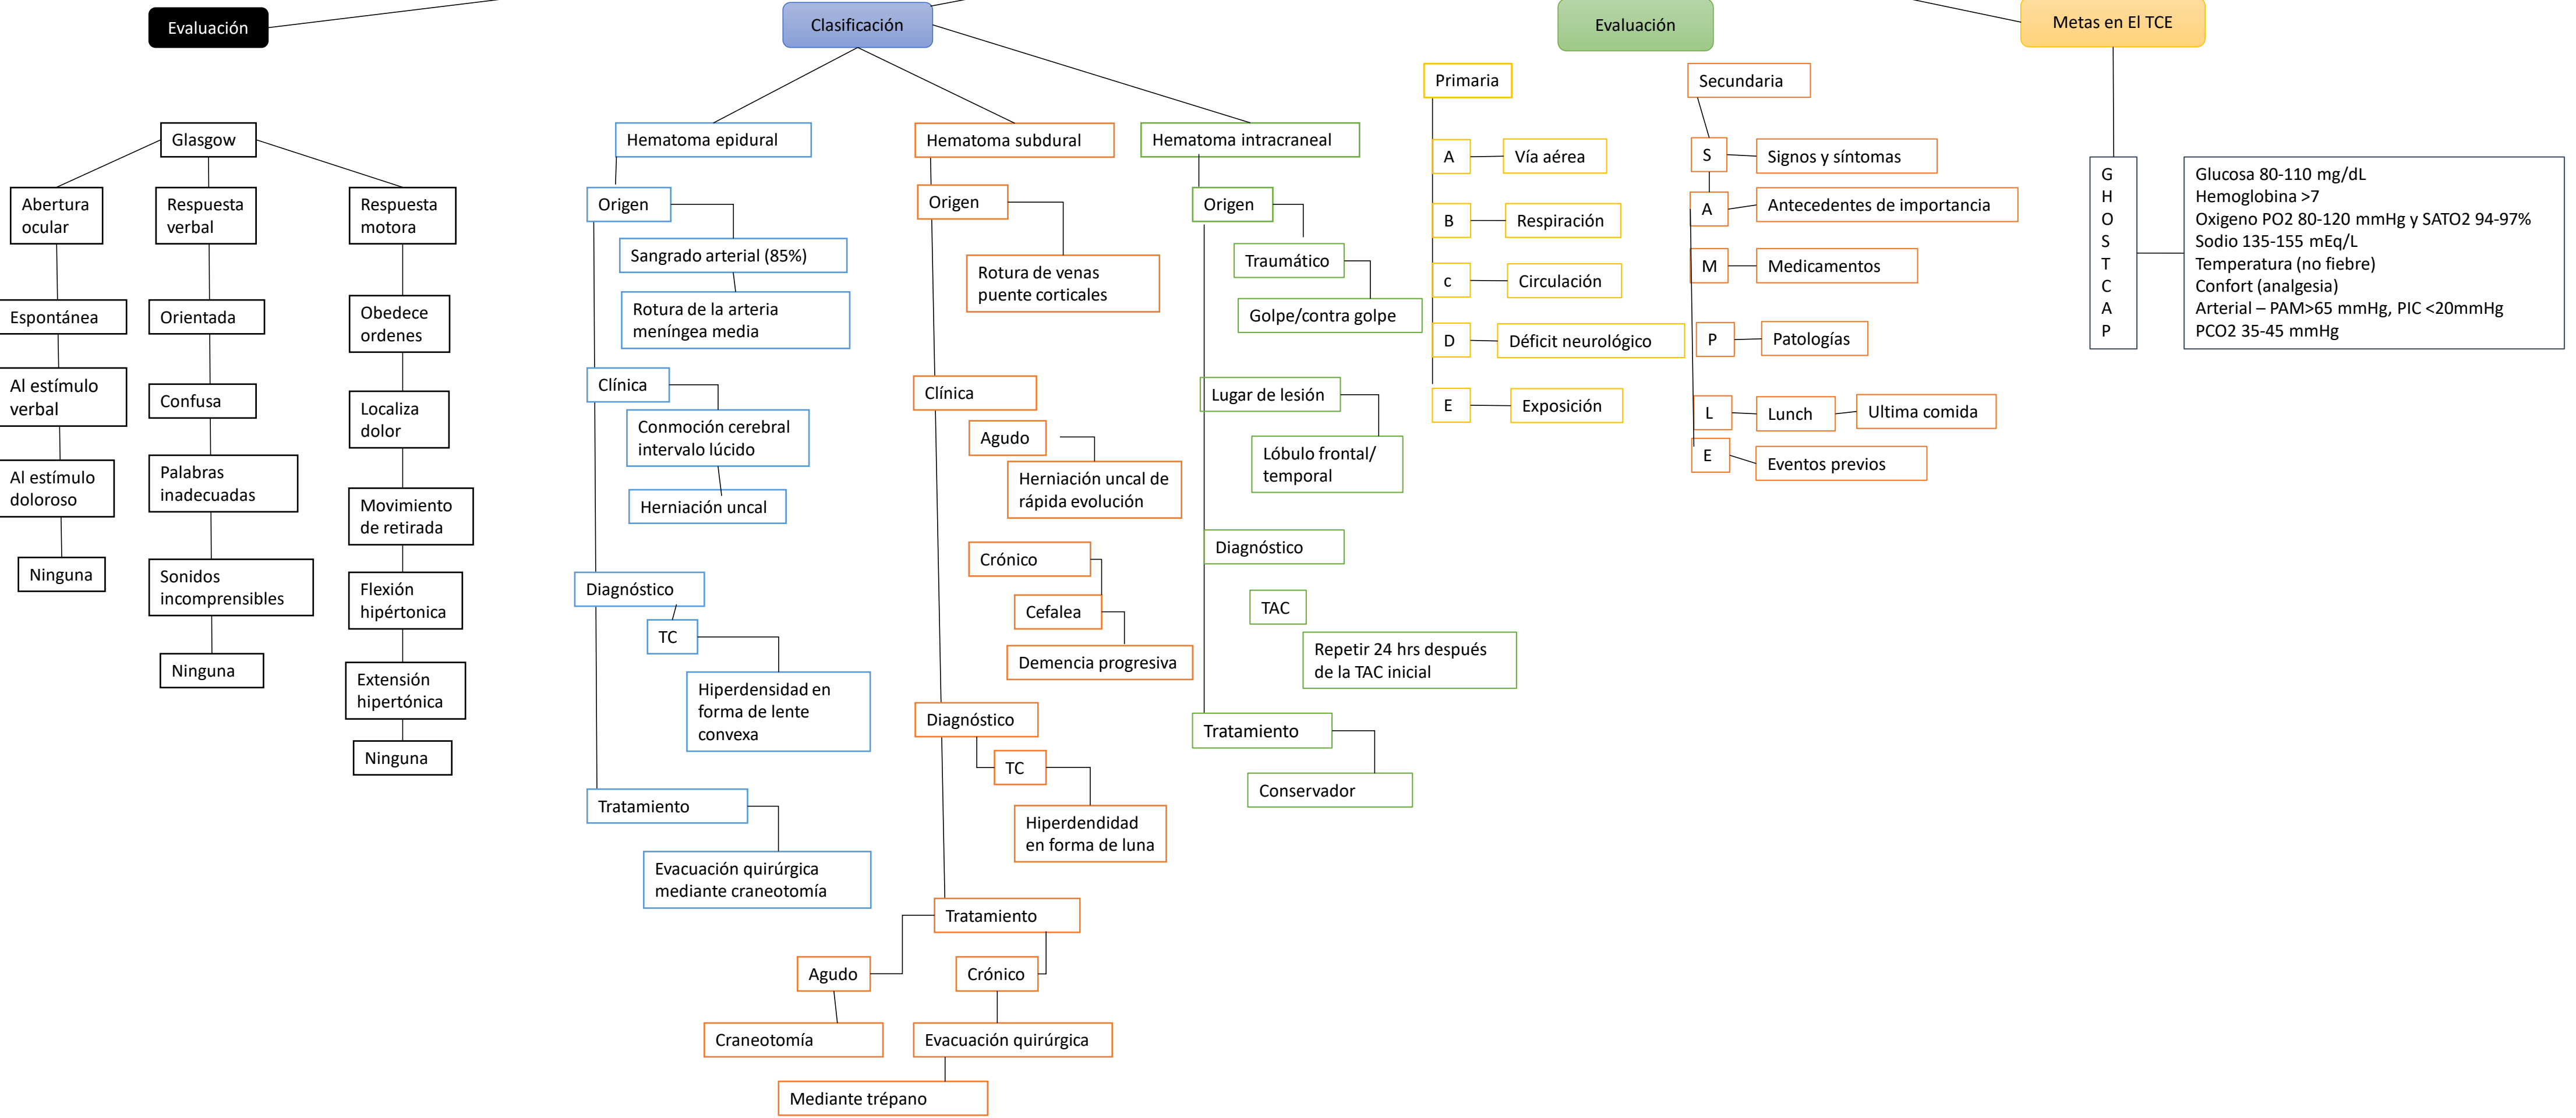 Evaluación
Glasgow
Abertura
ocular
Espontánea
Al estímulo
verbal
Al estímulo
doloroso
Ninguna
Respuesta
verbal
Orientada
Confusa
Palabras
inadecuadas
Sonidos
incomprensibles
Ninguna
Respuesta
motora
Obedece
ordenes
Localiza
dolor
Movimiento
de retirada
Flexión
hipértonica
Extensión
hipertónica
Ninguna
Clasificación
Hematoma epidural
Origen
Sangrado arterial (85%)
Rotura de la arteria
meníngea media
Clínica
Conmoción cerebral
intervalo lúcido
Herniación uncal
Diagnóstico
TC
Hiperdensidad en
forma de lente
convexa
Tratamiento
Evacuación quirúrgica
mediante craneotomía
Hematoma subdural
Origen
Rotura de venas
puente corticales
Clínica
Agudo
Herniación uncal de
rápida evolución
Crónico
Cefalea
Demencia progresiva
Diagnóstico
TC
Hiperdendidad
en forma de luna
Tratamiento
Agudo
Craneotomía
Crónico
Evacuación quirúrgica
Mediante trépano
Hematoma intracraneal
Origen
Traumático
Golpe/contra golpe
Lugar de lesión
Lóbulo frontal/
temporal
Diagnóstico
TAC
Repetir 24 hrs después
de la TAC inicial
Tratamiento
Conservador
Evaluación
Primaria
A Vía aérea
B Respiración
c Circulación
D Déficit neurológico
E Exposición
Secundaria
S Signos y síntomas
A Antecedentes de importancia
M Medicamentos
P Patologías
L Lunch Ultima comida
E Eventos previos
Metas en El TCE
G Glucosa 80-110 mg/dL
H Hemoglobina >7
O Oxigeno PO2 80-120 mmHg y SATO2 94-97%
S Sodio 135-155 mEq/L
T Temperatura (no fiebre)
C Confort (analgesia)
A Arterial – PAM>65 mmHg, PIC <20mmHg
P PCO2 35-45 mmHg